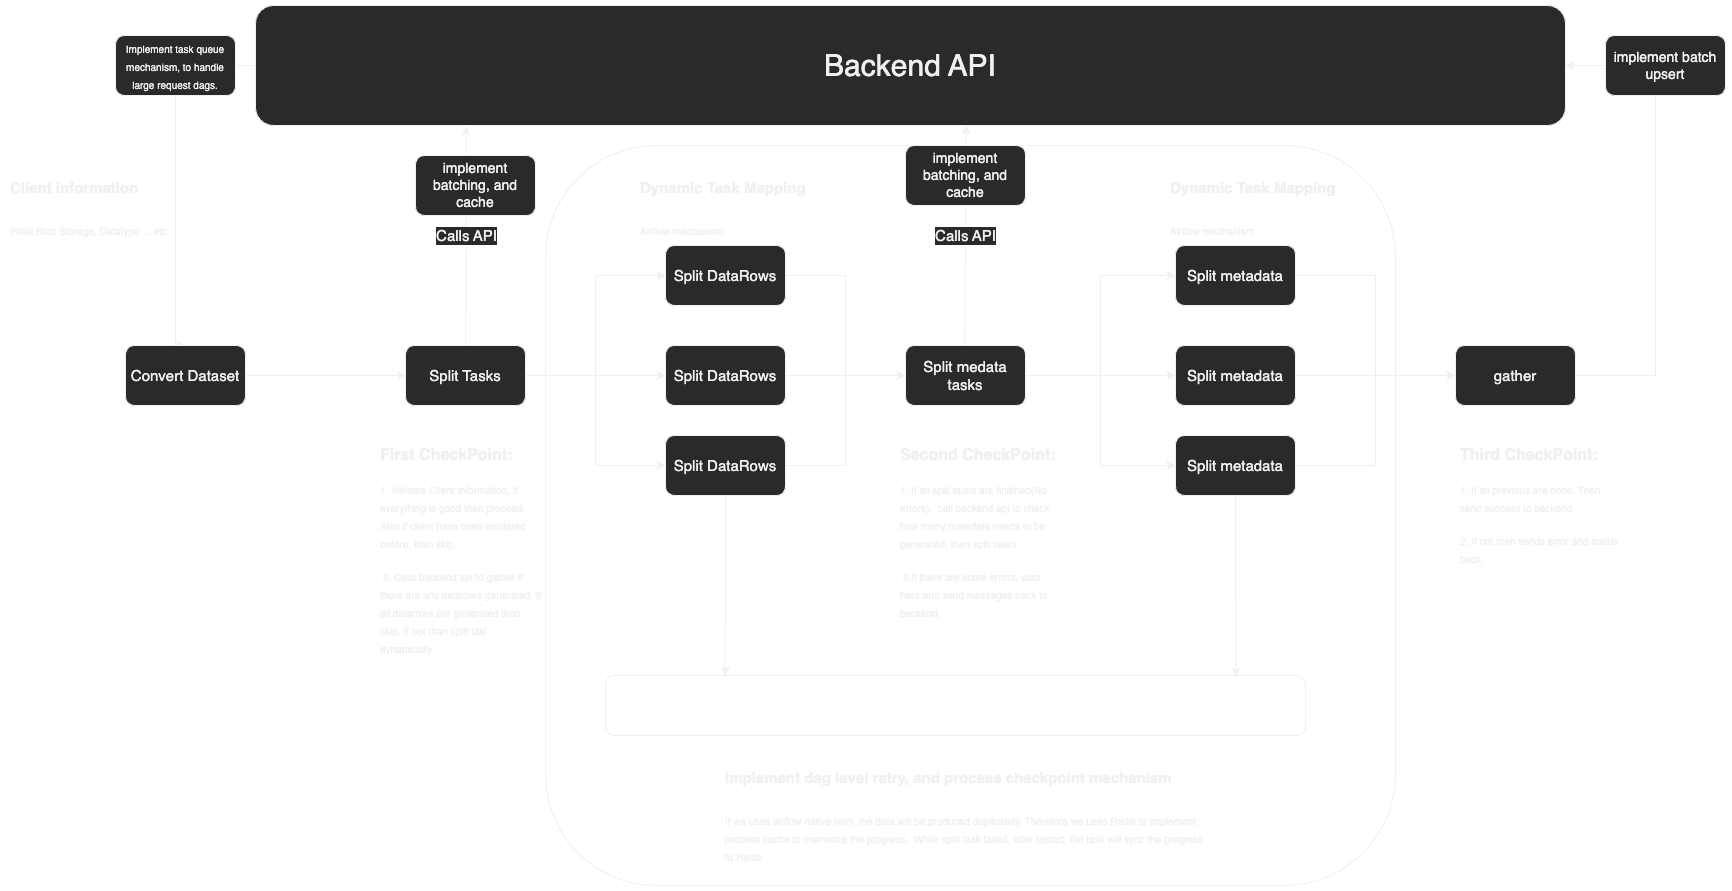 Backend API
Implement task queue
mechanism, to handle
large request dags.
implement batch
upsert
implement
batching, and
cache
Calls API
implement
batching, and
cache
Calls API
Client information
Initial Blob Storage, Datatype ... etc
Dynamic Task Mapping
Airflow mechanism
Dynamic Task Mapping
Airflow mechanism
Split DataRows
Split metadata
Convert Dataset
Split Tasks
Split DataRows
Split medata
tasks
Split metadata
gather
Split DataRows
Split metadata
First CheckPoint:
1. Validate Client information, if
everything is good then proceed.
Also if client have been validated
before, than skip.
2. Calls backend api to gather if
there are any datarows generated. If
all datarows are generated than
skip. If not than split tasl
dynamically.
Second CheckPoint:
1. If all split tasks are finished(No
errors), call backend api to check
how many metedata needs to be
generated, then split tasks
2.If there are some errors, stop
here and send messages back to
backend.
Third CheckPoint:
1. If all previous are done. Then
send success to backend.
2. If not then sends error and status
back.
Implement dag level retry, and process checkpoint mechanism
If we uses airflow native retry, the data will be produced duplicately. Therefore we uses Redis to implement
process cache to memorize the progress. While split task failed, after restart, the task will sync the progress
to Redis